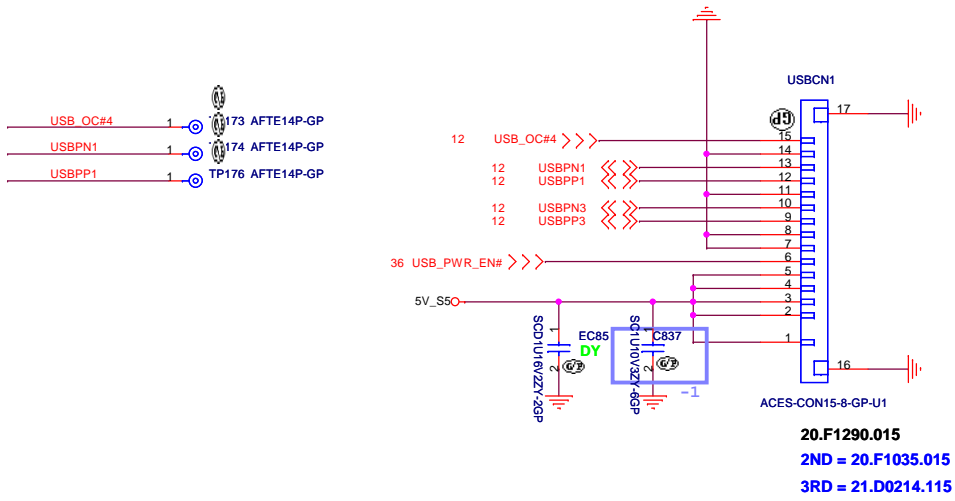 USB_OC#4 1 173 AFTE14P-GP
USBPN1 1 174 AFTE14P-GP
USBPP1 1 TP176 AFTE14P-GP
USBCN1
17
GP
12 USB_OC#4 15
14
12 USBPN1 13
12 USBPP1 12
11
12 USBPN3 10
12 USBPP3 9
8
7
36 USB_PWR_EN# 6
5
4
5V_S5 3
2
1
16
SCD1U16V2ZY-2GP
1
2
EC85
DY
SC1U10V3ZY-6GP
1
2
C837
-1
ACES-CON15-8-GP-U1
20.F1290.015
2ND = 20.F1035.015
3RD = 21.D0214.115